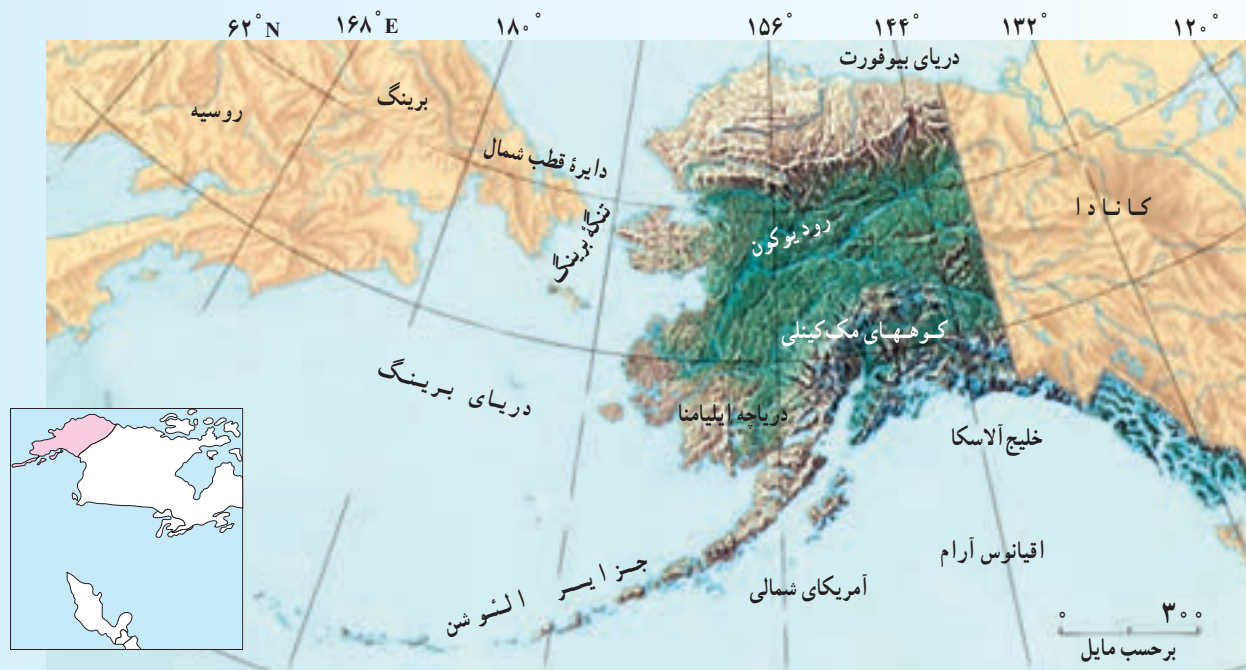 ۶۲°N ۱۶۸°E ۱۸۰° ۱۵۶° ۱۴۴° ۱۳۲° ۱۲۰°
دریای بیوفورت
برینگ
روسیه
دایرهٔ قطب شمال
تنگهٔ برینگ
کانادا
رود یوکون
کوههای مک‌کینلی
دریای برینگ
دریاچه ایلیامنا
خلیج آلاسکا
اقیانوس آرام
جزایر الئوشن
آمریکای شمالی
۰ ۳۰۰
برحسب مایل